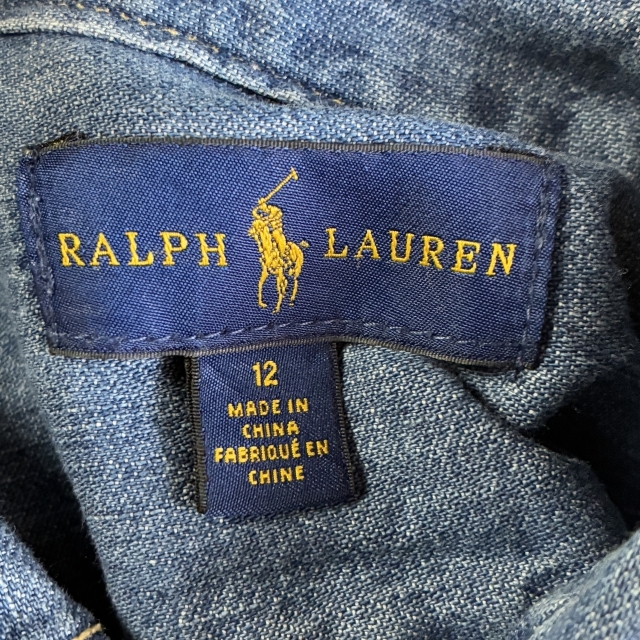 RALPH LAUREN
12
MADE IN
CHINA
FABRIQUÉ EN
CHINE